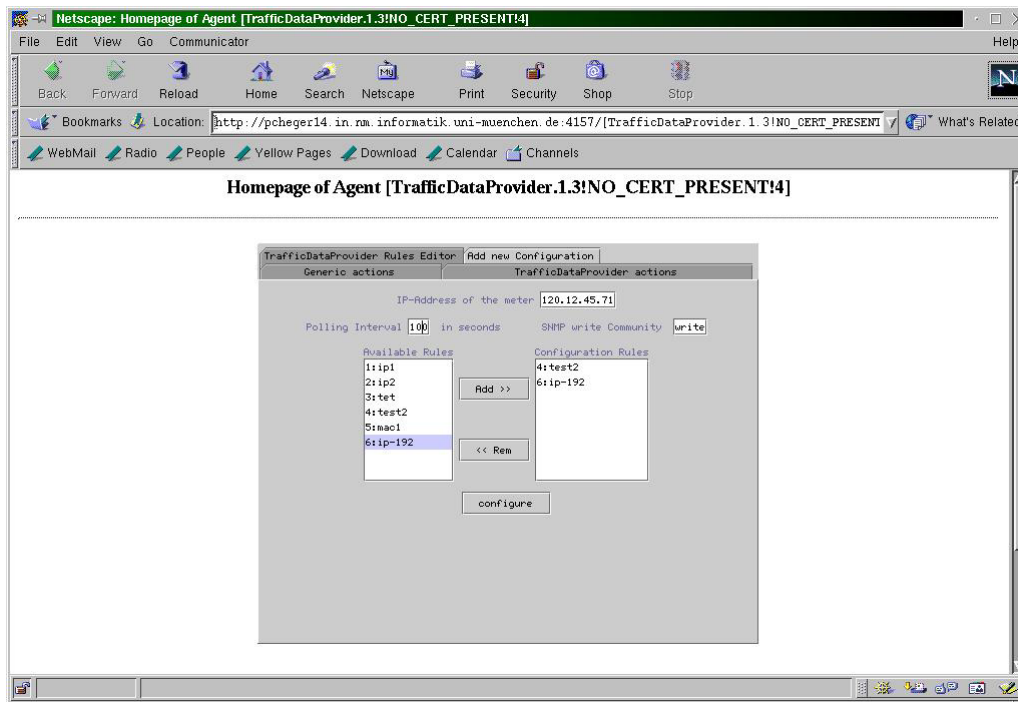 Netscape: Homepage of Agent [TrafficDataProvider.1.3!NO_CERT_PRESENT!4]
File Edit View Go Communicator Help
Back Forward Reload Home Search Netscape Print Security Shop Stop
My
N
Bookmarks Location: http://pcheger14.in.nm.informatik.uni-muenchen.de:4157/[TrafficDataProvider.1.3!NO_CERT_PRESENT What's Related
WebMail Radio People Yellow Pages Download Calendar Channels
Homepage of Agent [TrafficDataProvider.1.3!NO_CERT_PRESENT!4]
TrafficDataProvider Rules Editor Add new Configuration
Generic actions TrafficDataProvider actions
IP-Address of the meter 120.12.45.71
Polling Interval 100 in seconds SNMP write Community write
Available Rules Configuration Rules
1:ip1 4:test2
2:ip2 6:ip-192
3:tet
4:test2
5:mac1
6:ip-192
Add >>
<< Rem
configure